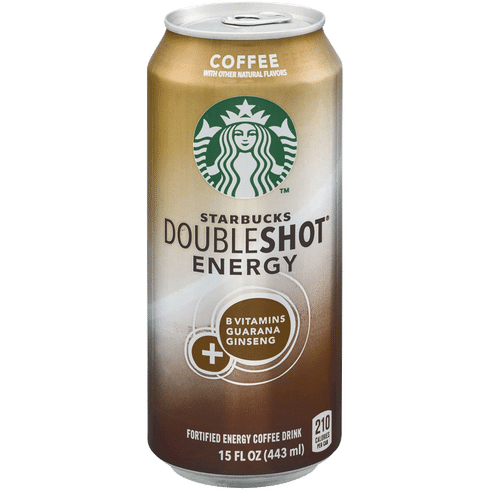 COFFEE
WITH OTHER NATURAL FLAVORS
TM
STARBUCKS
DOUBLESHOT®
ENERGY
B VITAMINS
GUARANA
GINSENG
+
FORTIFIED ENERGY COFFEE DRINK
15 FL OZ (443 ml)
210
CALORIES
PER CAN